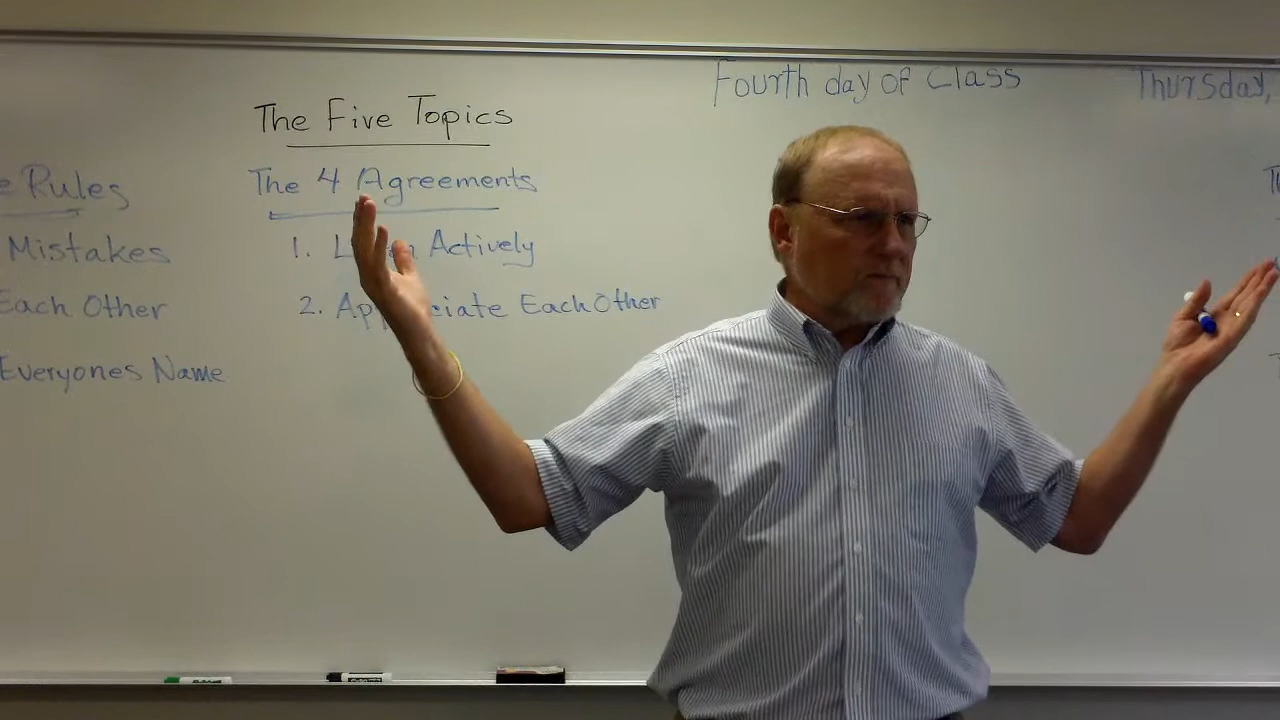 Fourth day of Class
Thursday,
The Five Topics
Rules
Mistakes
Each Other
Everyones Name
The 4 Agreements
1. Actively
2. Appreciate Each Other